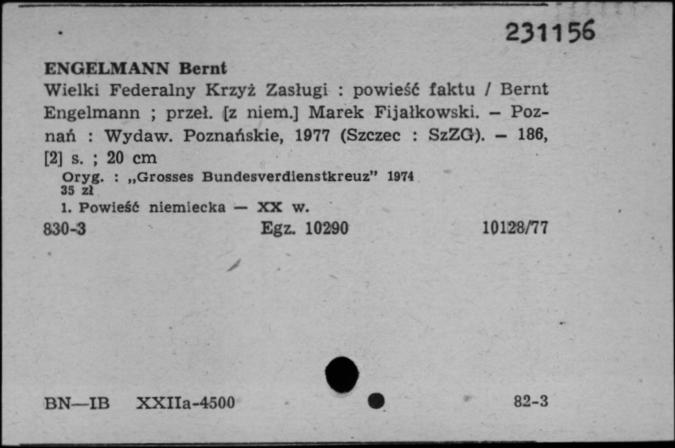 231156
ENGELMANN Bernt
Wielki Federalny Krzyż Zasługi : powieść faktu / Bernt
Engelmann ; przeł. [z niem.] Marek Fijałkowski. — Poz-
nań : Wydaw. Poznańskie, 1977 (Szczec : SzZG). — 186,
[2] s. ; 20 cm
Oryg. : „Grosses Bundesverdienstkreuz” 1974
35 zł
1. Powieść niemiecka — XX w.
830-3 Egz. 10290 10128/77
BN—IB XXIIa-4500 82-3